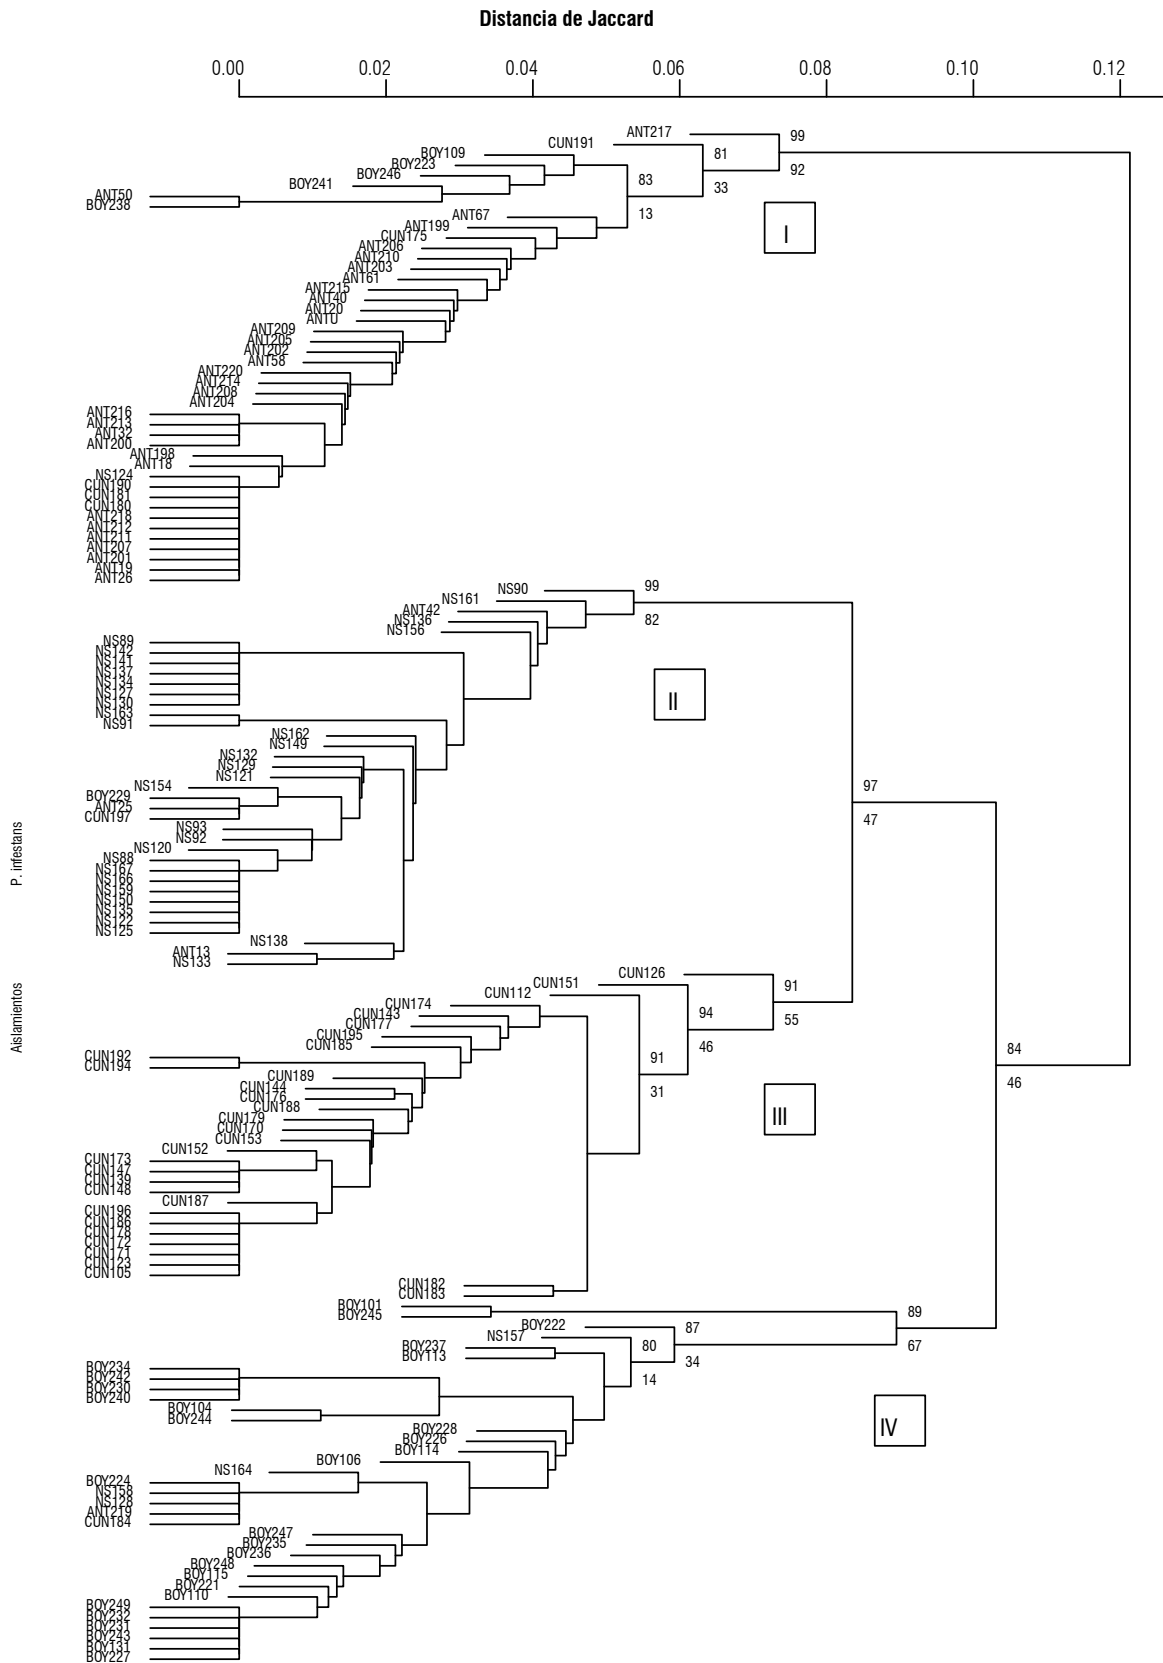 Distancia de Jaccard
0.00 0.02 0.04 0.06 0.08 0.10 0.12
ANT217
99
CUN191
81
BOY109
BOY223
92
BOY246
83
BOY241
33
ANT50
BOY238
13
ANT67
I
ANT199
CUN175
ANT206
ANT210
ANT203
ANT61
ANT215
ANT40
ANT20
ANTU
ANT209
ANT205
ANT202
ANT58
ANT220
ANT214
ANT208
ANT204
ANT216
ANT213
ANT32
ANT200
ANT198
ANT18
NS124
CUN190
CUN181
CUN180
ANT218
ANT212
ANT211
ANT207
ANT201
ANT19
ANT26
99
NS90
NS161
ANT42
82
NS136
NS156
NS89
NS142
NS141
NS137
NS134
NS127
II
NS130
NS163
NS91
NS162
NS149
NS132
NS129
NS121
NS154
97
BOY229
ANT25
CUN197
47
NS93
NS92
NS120
P. infestans
NS88
NS167
NS166
NS159
NS150
NS135
NS122
NS125
NS138
ANT13
NS133
CUN126
CUN151
91
CUN112
CUN174
94
CUN143
55
Aislamientos
CUN177
CUN195
CUN185
46
84
CUN192
91
CUN194
CUN189
46
CUN144
31
CUN176
CUN188
III
CUN179
CUN170
CUN153
CUN152
CUN173
CUN147
CUN139
CUN148
CUN187
CUN196
CUN186
CUN178
CUN172
CUN171
CUN123
CUN105
CUN182
CUN183
BOY101
89
BOY245
BOY222
87
NS157
BOY237
80
67
BOY113
34
BOY234
BOY242
14
BOY230
BOY240
BOY104
BOY244
IV
BOY228
BOY226
BOY114
BOY106
NS164
BOY224
NS158
NS128
ANT219
CUN184
BOY247
BOY235
BOY236
BOY248
BOY115
BOY221
BOY110
BOY249
BOY232
BOY231
BOY243
BOY131
BOY227